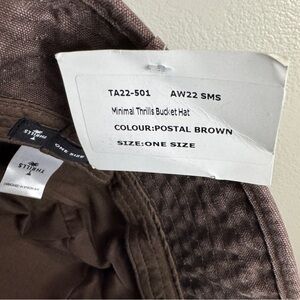 TA22-501 AW22 SMS
Minimal Thrills Bucket Hat
COLOUR:POSTAL BROWN
SIZE:ONE SIZE
THRILLS
ONE SIZE
THRILLS